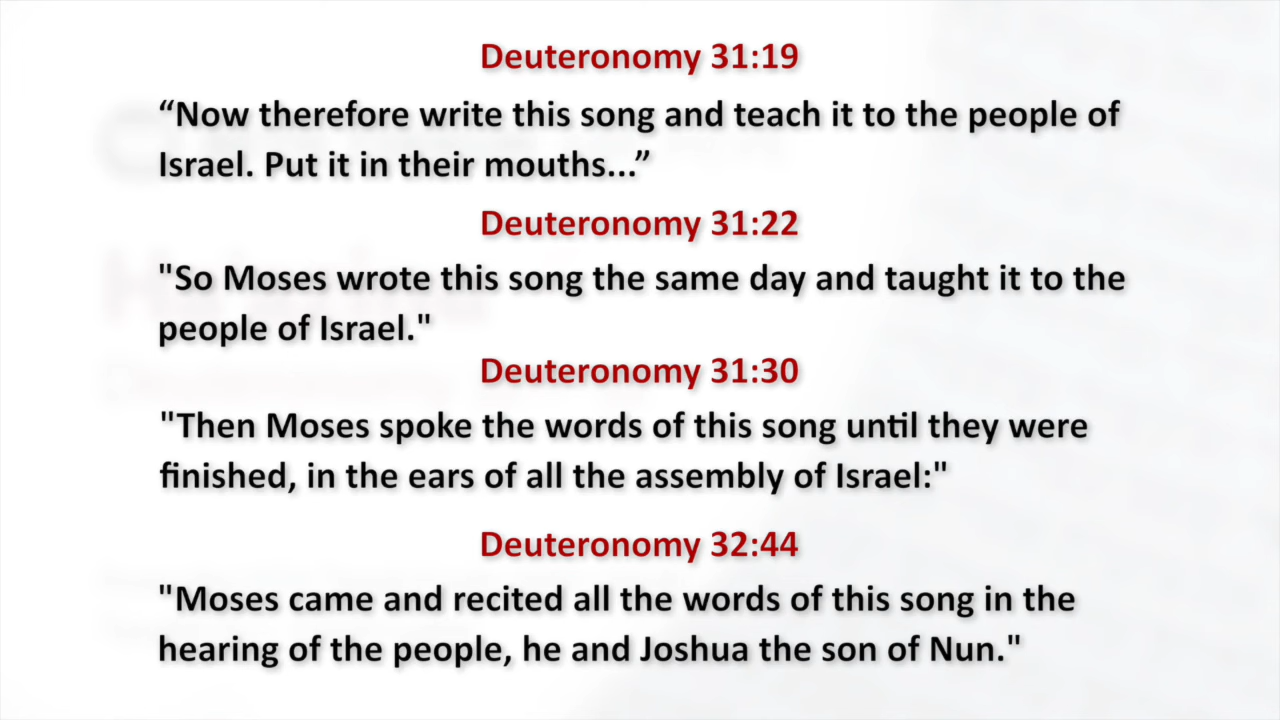 Deuteronomy 31:19
“Now therefore write this song and teach it to the people of
Israel. Put it in their mouths...”
Deuteronomy 31:22
"So Moses wrote this song the same day and taught it to the
people of Israel."
Deuteronomy 31:30
"Then Moses spoke the words of this song until they were
finished, in the ears of all the assembly of Israel:"
Deuteronomy 32:44
"Moses came and recited all the words of this song in the
hearing of the people, he and Joshua the son of Nun."